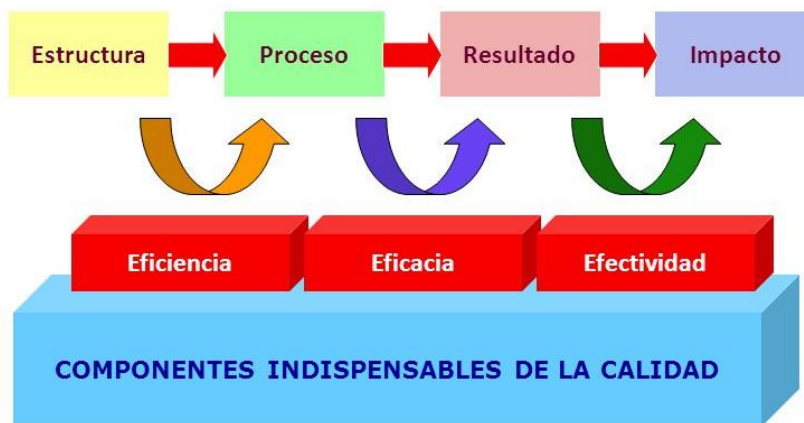 Estructura Proceso Resultado Impacto
Eficiencia Eficacia Efectividad
COMPONENTES INDISPENSABLES DE LA CALIDAD